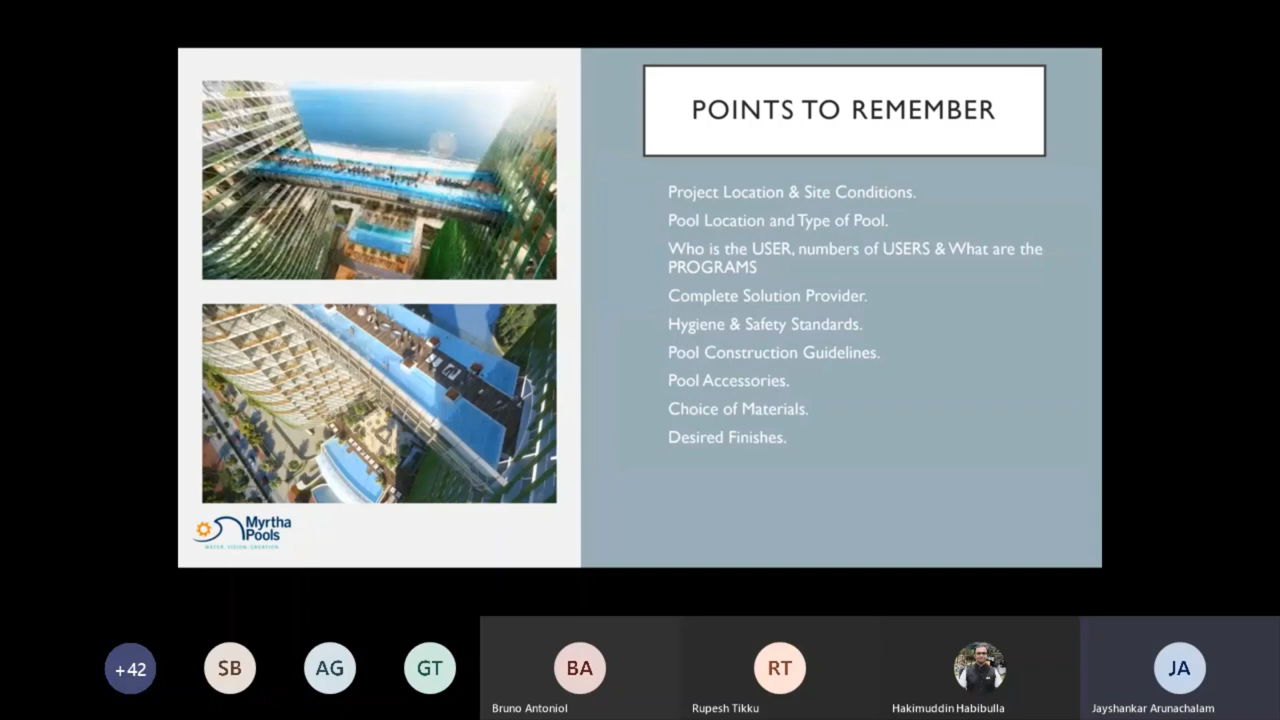 POINTS TO REMEMBER
Project Location & Site Conditions.
Pool Location and Type of Pool.
Who is the USER, numbers of USERS & What are the
PROGRAMS
Complete Solution Provider.
Hygiene & Safety Standards.
Pool Construction Guidelines.
Pool Accessories.
Choice of Materials.
Desired Finishes.
Myrtha
Pools
WATER. VISION. CREATION.
+42
SB
AG
GT
BA
RT
JA
Bruno Antoniol
Rupesh Tikku
Hakimuddin Habibulla
Jayshankar Arunachalam